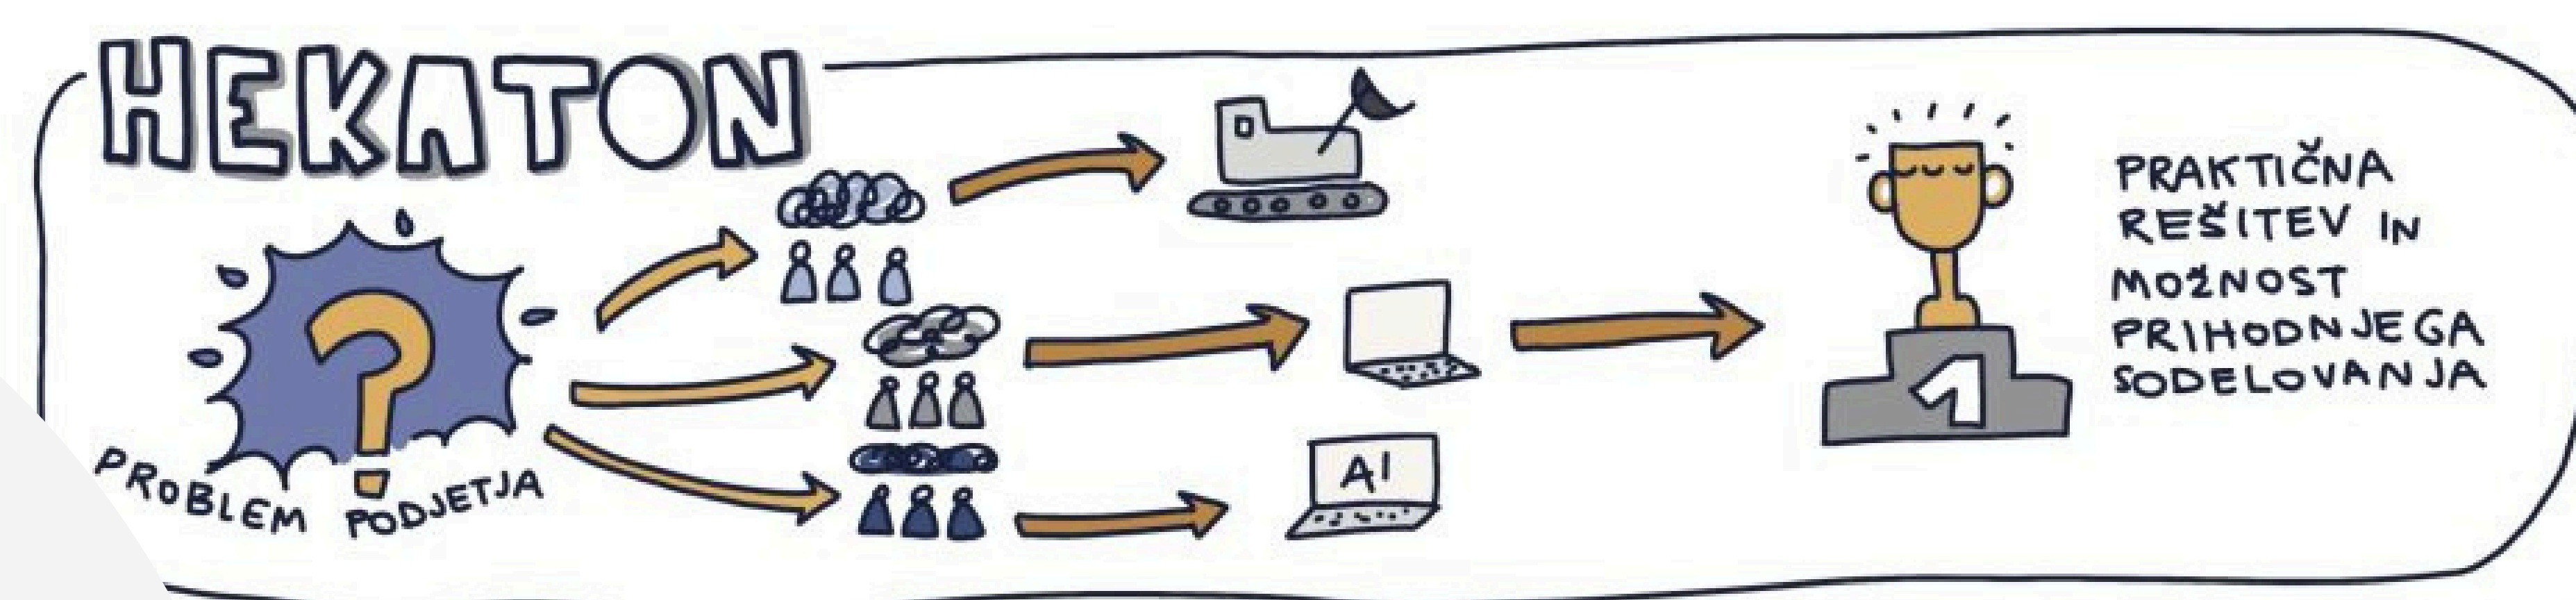 HEKATON
PROBLEM PODJETJA
AI
1
PRAKTIČNA
REŠITEV IN
MOŽNOST
PRIHODNJEGA
SODELOVANJA